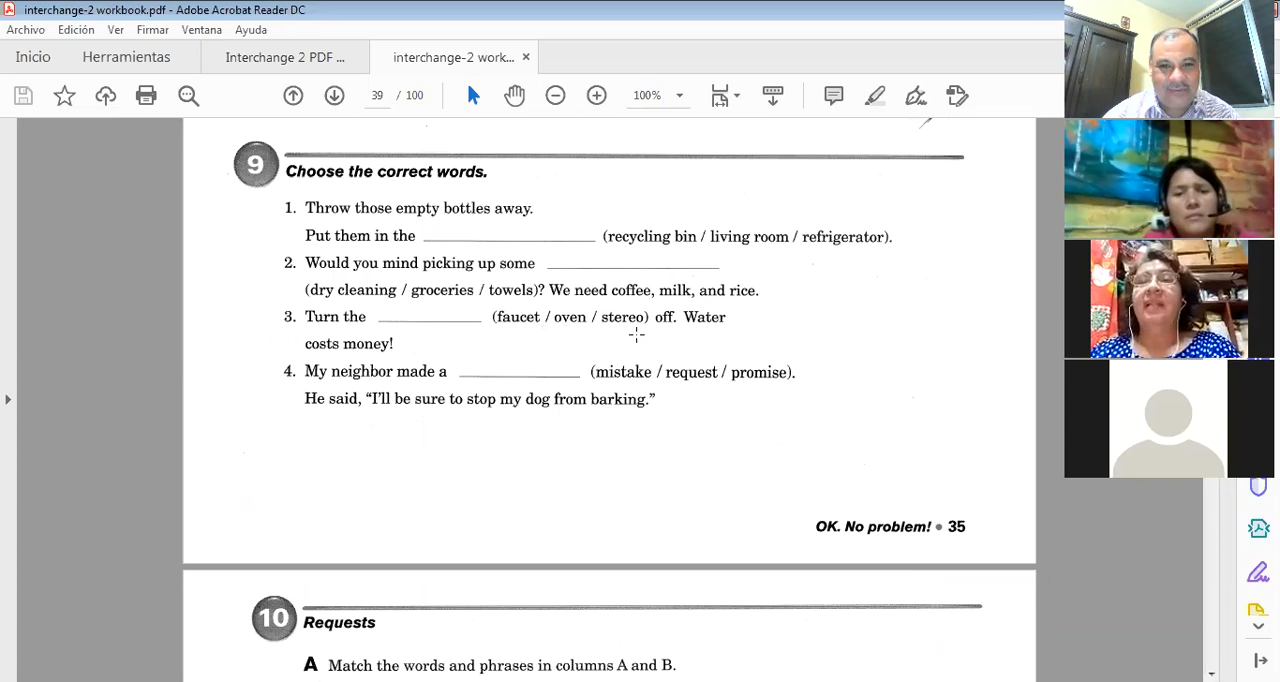 interchange-2 workbook.pdf - Adobe Acrobat Reader DC
Archivo Edición Ver Firmar Ventana Ayuda
Inicio Herramientas Interchange 2 PDF ... interchange-2 work... ×
39 / 100 100%
9
Choose the correct words.
1. Throw those empty bottles away.
Put them in the ____________________ (recycling bin / living room / refrigerator).
2. Would you mind picking up some ____________________
(dry cleaning / groceries / towels)? We need coffee, milk, and rice.
3. Turn the ____________ (faucet / oven / stereo) off. Water
costs money!
4. My neighbor made a ______________ (mistake / request / promise).
He said, “I’ll be sure to stop my dog from barking.”
OK. No problem! • 35
10
Requests
A Match the words and phrases in columns A and B.